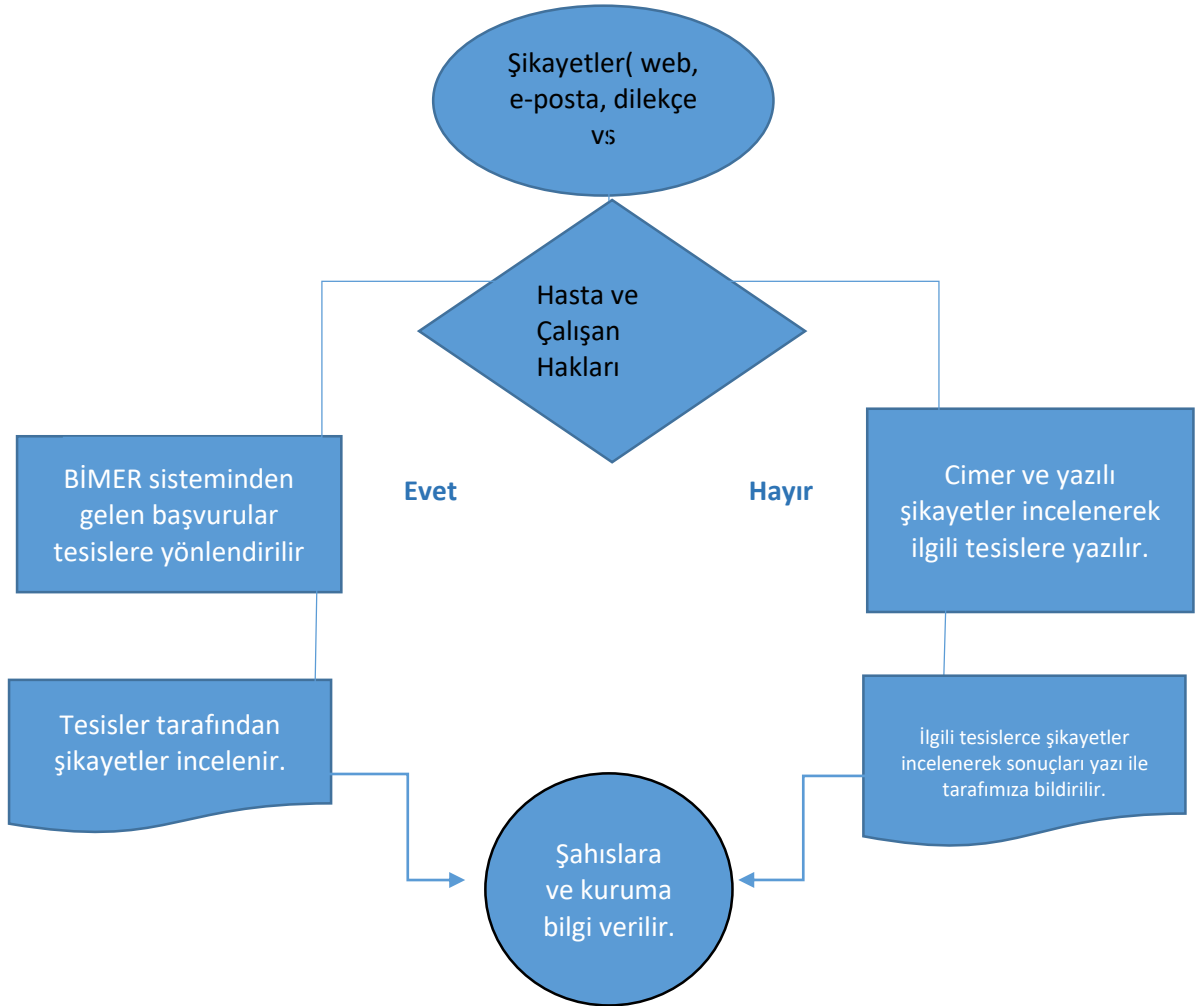 Şikayetler( web,
e-posta, dilekçe
vs
Hasta ve
Çalışan
Hakları
BİMER sisteminden
gelen başvurular
tesislere yönlendirilir
Evet
Hayır
Cimer ve yazılı
şikayetler incelenerek
ilgili tesislere yazılır.
Tesisler tarafından
şikayetler incelenir.
İlgili tesislerce şikayetler
incelenerek sonuçları yazı ile
tarafımıza bildirilir.
Şahıslara
ve kuruma
bilgi verilir.